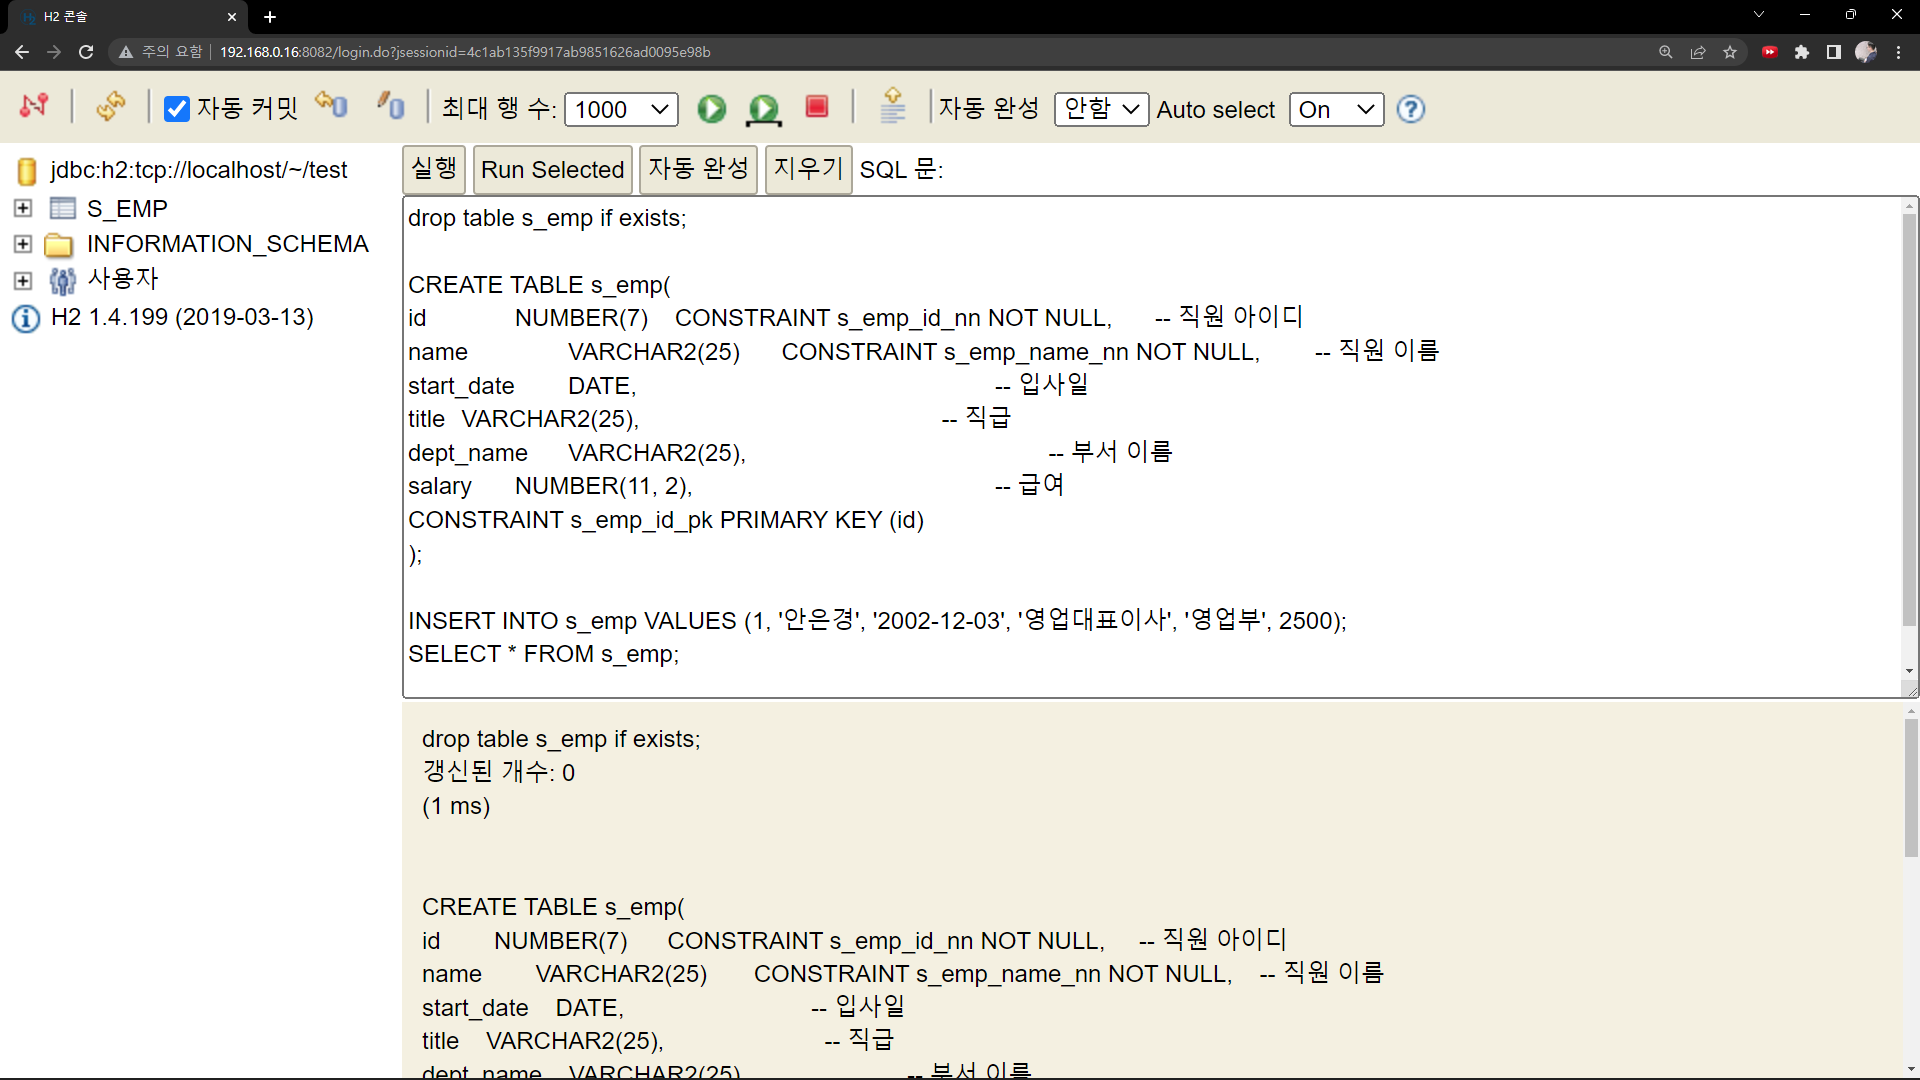 H2 콘솔
주의 요함 192.168.0.16:8082/login.do?jsessionid=4c1ab135f9917ab9851626ad0095e98b
자동 커밋 최대 행 수: 1000 자동 완성 안함 Auto select On
jdbc:h2:tcp://localhost/~/test
S_EMP
INFORMATION_SCHEMA
사용자
H2 1.4.199 (2019-03-13)
실행 Run Selected 자동 완성 지우기 SQL 문:
drop table s_emp if exists;
CREATE TABLE s_emp(
id NUMBER(7) CONSTRAINT s_emp_id_nn NOT NULL, -- 직원 아이디
name VARCHAR2(25) CONSTRAINT s_emp_name_nn NOT NULL, -- 직원 이름
start_date DATE, -- 입사일
title VARCHAR2(25), -- 직급
dept_name VARCHAR2(25), -- 부서 이름
salary NUMBER(11, 2), -- 급여
CONSTRAINT s_emp_id_pk PRIMARY KEY (id)
);
INSERT INTO s_emp VALUES (1, '안은경', '2002-12-03', '영업대표이사', '영업부', 2500);
SELECT * FROM s_emp;
drop table s_emp if exists;
갱신된 개수: 0
(1 ms)
CREATE TABLE s_emp(
id NUMBER(7) CONSTRAINT s_emp_id_nn NOT NULL, -- 직원 아이디
name VARCHAR2(25) CONSTRAINT s_emp_name_nn NOT NULL, -- 직원 이름
start_date DATE, -- 입사일
title VARCHAR2(25), -- 직급
dept_name VARCHAR2(25), -- 부서 이름